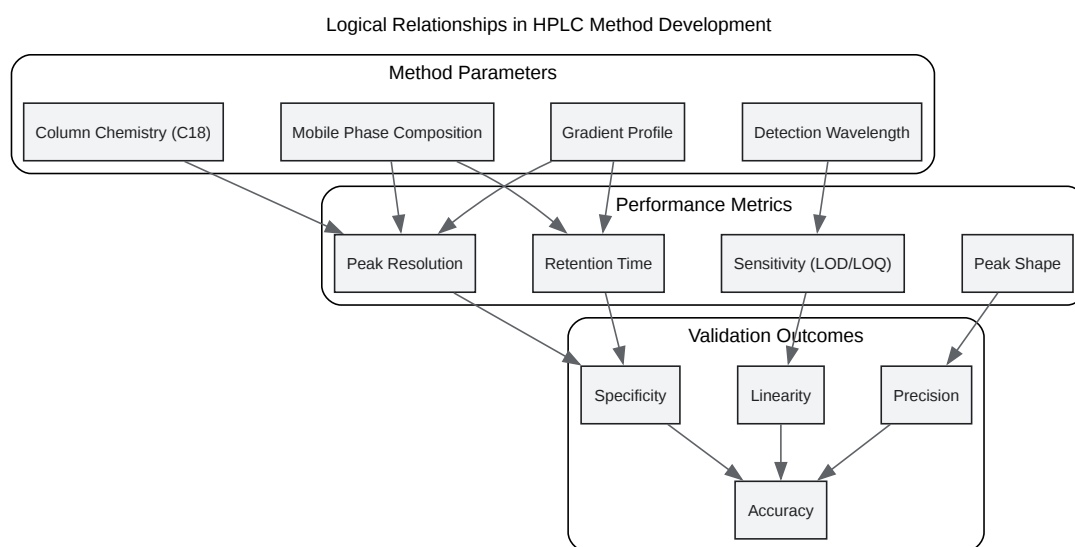 Logical Relationships in HPLC Method Development
Method Parameters
Column Chemistry (C18)
Mobile Phase Composition
Gradient Profile
Detection Wavelength
Performance Metrics
Peak Resolution
Retention Time
Sensitivity (LOD/LOQ)
Peak Shape
Validation Outcomes
Specificity
Linearity
Precision
Accuracy